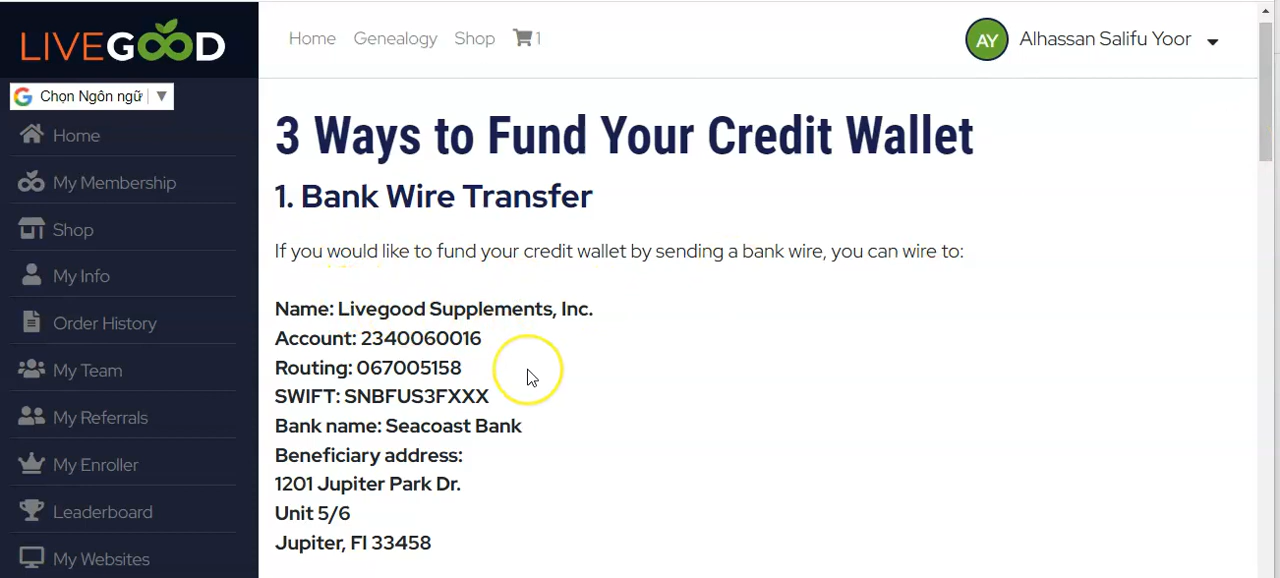 LIVEGOOD
Home Genealogy Shop 1
AY Alhassan Salifu Yoor
Chọn Ngôn ngữ ▼
Home
My Membership
Shop
My Info
Order History
My Team
My Referrals
My Enroller
Leaderboard
My Websites
3 Ways to Fund Your Credit Wallet
1. Bank Wire Transfer
If you would like to fund your credit wallet by sending a bank wire, you can wire to:
Name: Livegood Supplements, Inc.
Account: 2340060016
Routing: 067005158
SWIFT: SNBFUS3FXXX
Bank name: Seacoast Bank
Beneficiary address:
1201 Jupiter Park Dr.
Unit 5/6
Jupiter, Fl 33458